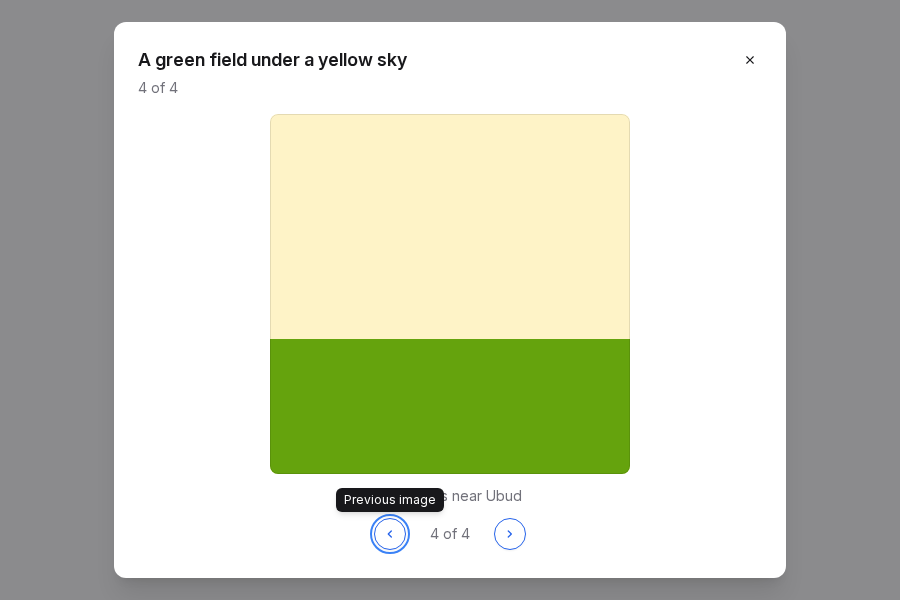 A green field under a yellow sky
4 of 4
near Ubud
Previous image
4 of 4